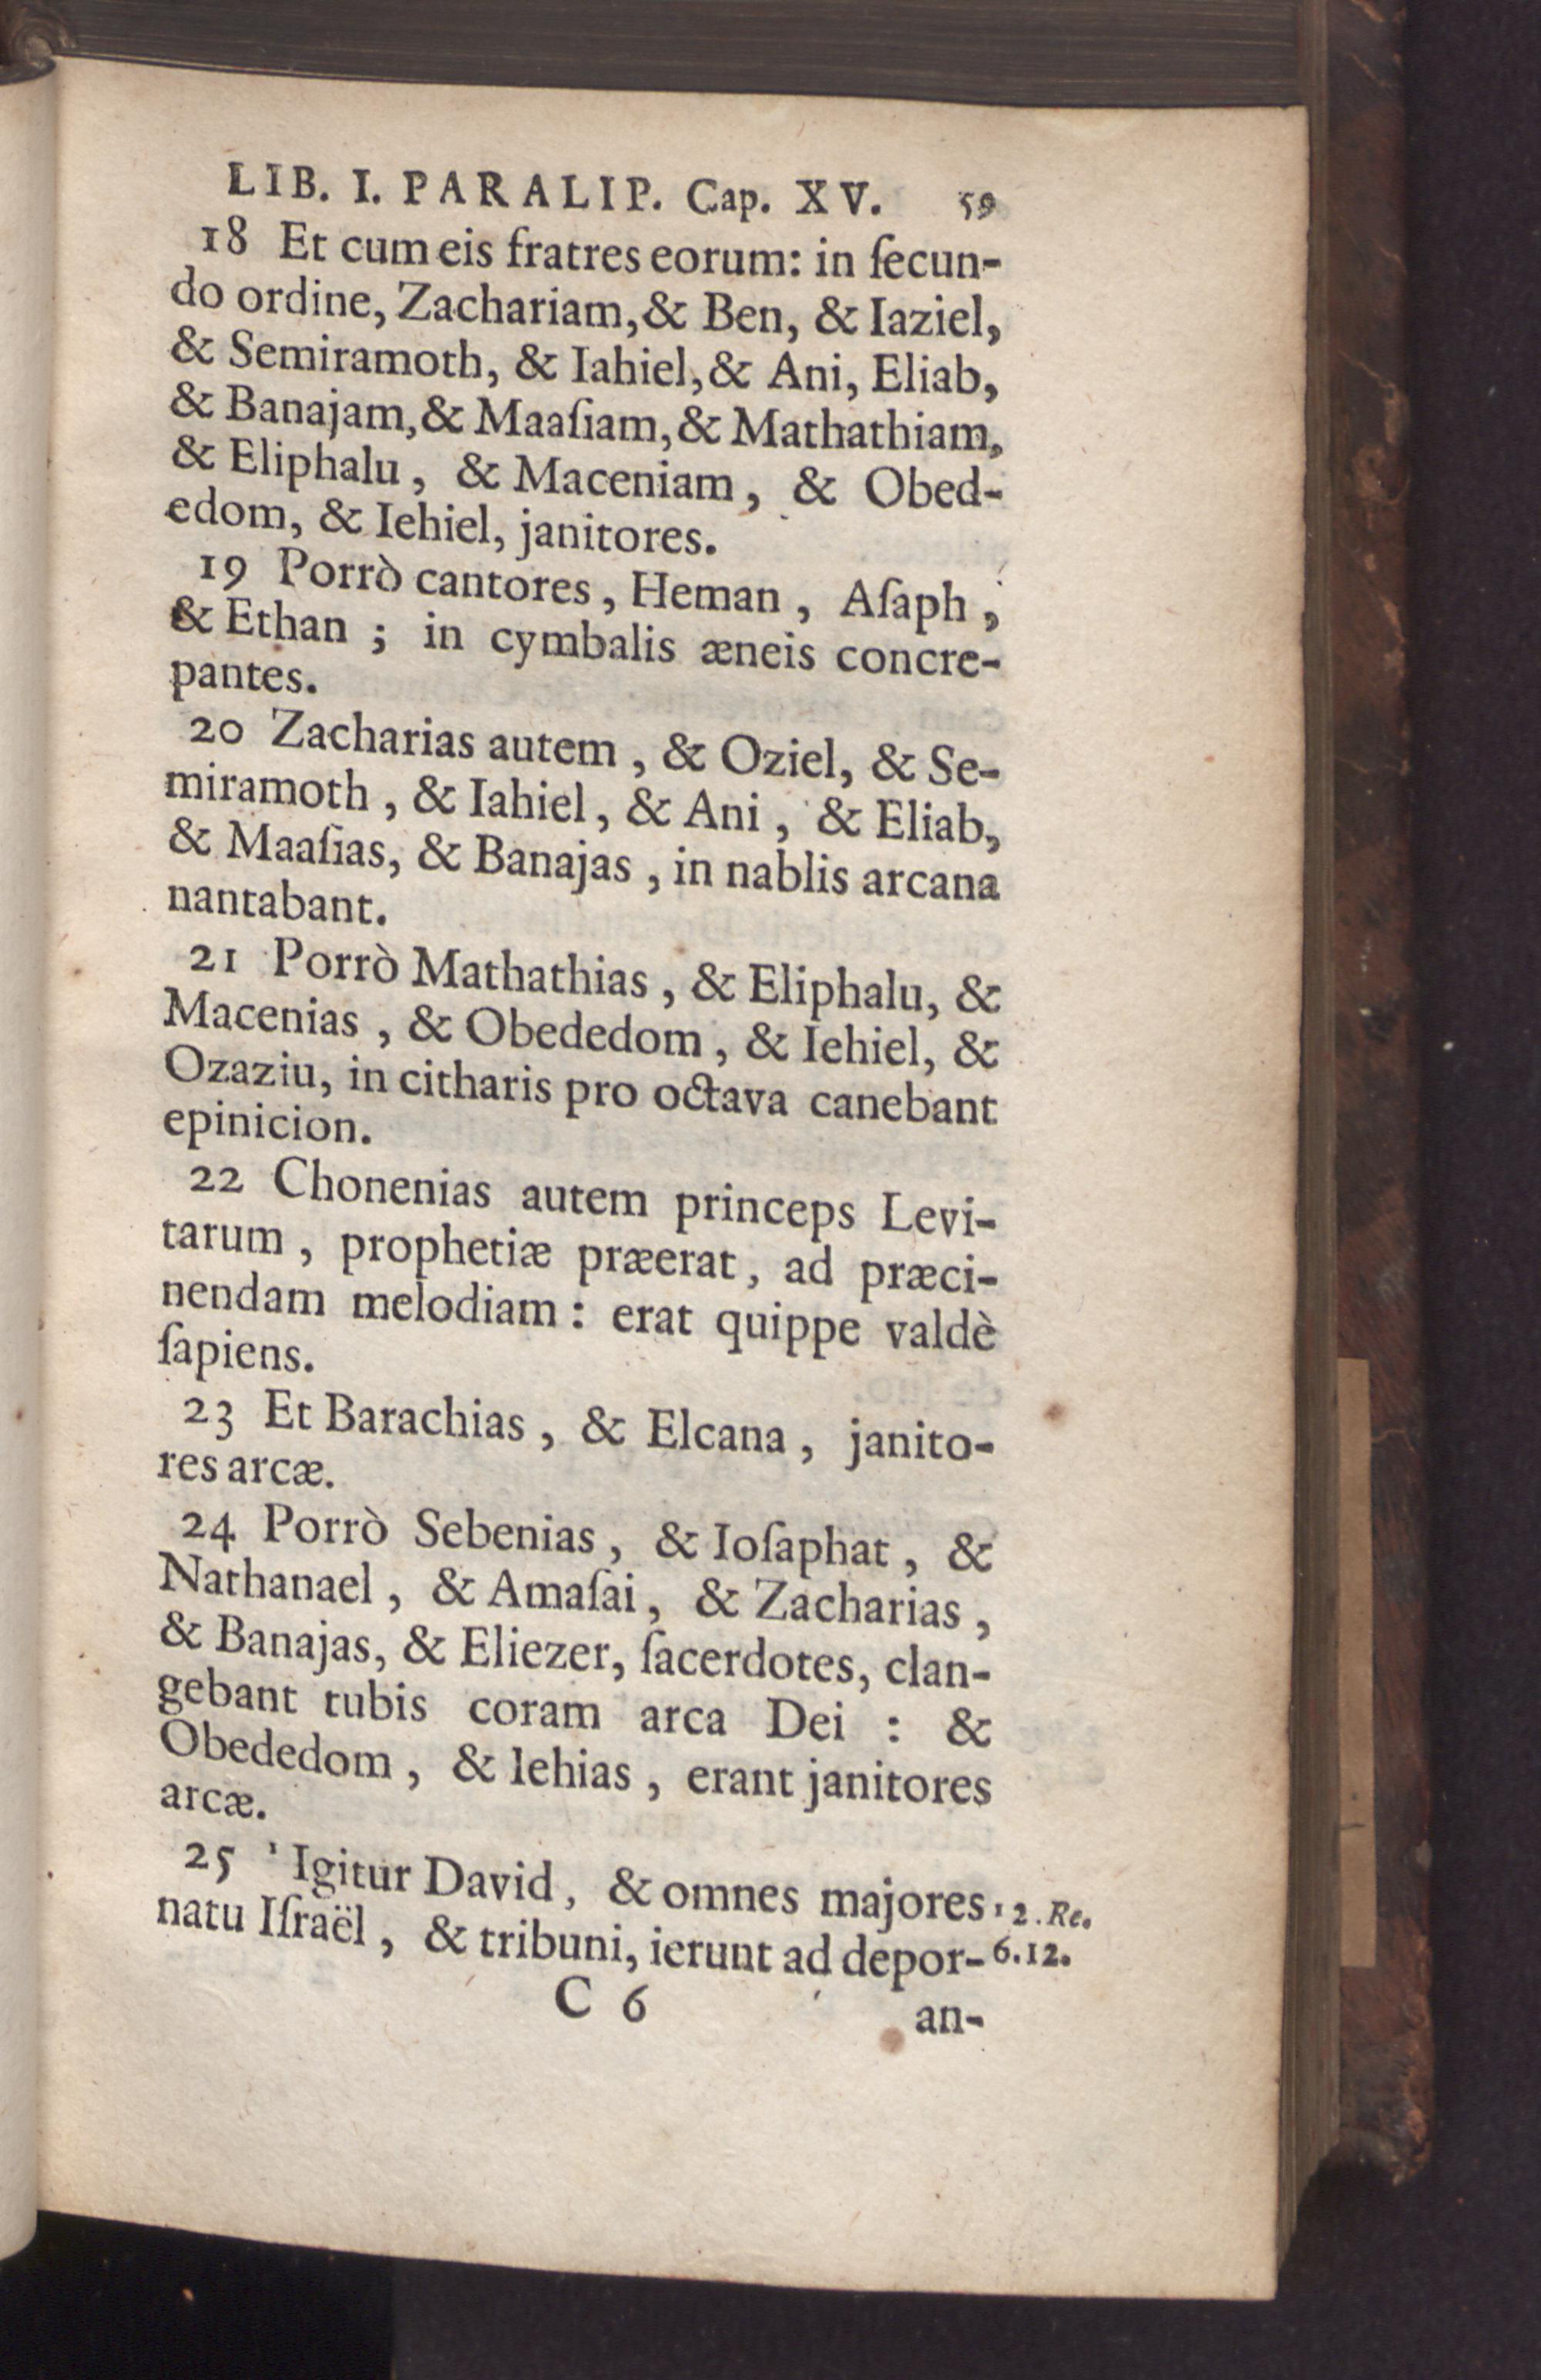 LIB. I. PARALIP. Cap. XV. 59
18 Et cum eis fratres eorum: in ſecun-
do ordine, Zachariam, & Ben, & Iaziel,
& Semiramoth, & Iahiel, & Ani, Eliab,
& Banajam, & Maaſiam, & Mathathiam,
& Eliphalu, & Maceniam, & Obed-
edom, & Iehiel, janitores.
19 Porrò cantores, Heman, Aſaph,
& Ethan; in cymbalis æneis concre-
pantes.
20 Zacharias autem, & Oziel, & Se-
miramoth, & Iahiel, & Ani, & Eliab,
& Maaſias, & Banajas, in nablis arcana
nantabant.
21 Porrò Mathathias, & Eliphalu, &
Macenias, & Obededom, & Iehiel, &
Ozaziu, in citharis pro octava canebant
epinicion.
22 Chonenias autem princeps Levi-
tarum, prophetiæ præerat, ad præci-
nendam melodiam: erat quippe valdè
ſapiens.
23 Et Barachias, & Elcana, janito-
res arcæ.
24 Porrò Sebenias, & Ioſaphat, &
Nathanael, & Amaſai, & Zacharias,
& Banajas, & Eliezer, ſacerdotes, clan-
gebant tubis coram arca Dei: &
Obededom, & Iehias, erant janitores
arcæ.
25 ¹ Igitur David, & omnes majores ¹ 2. Re.
natu Iſraël, & tribuni, ierunt ad depor- 6.12.
C 6 an-